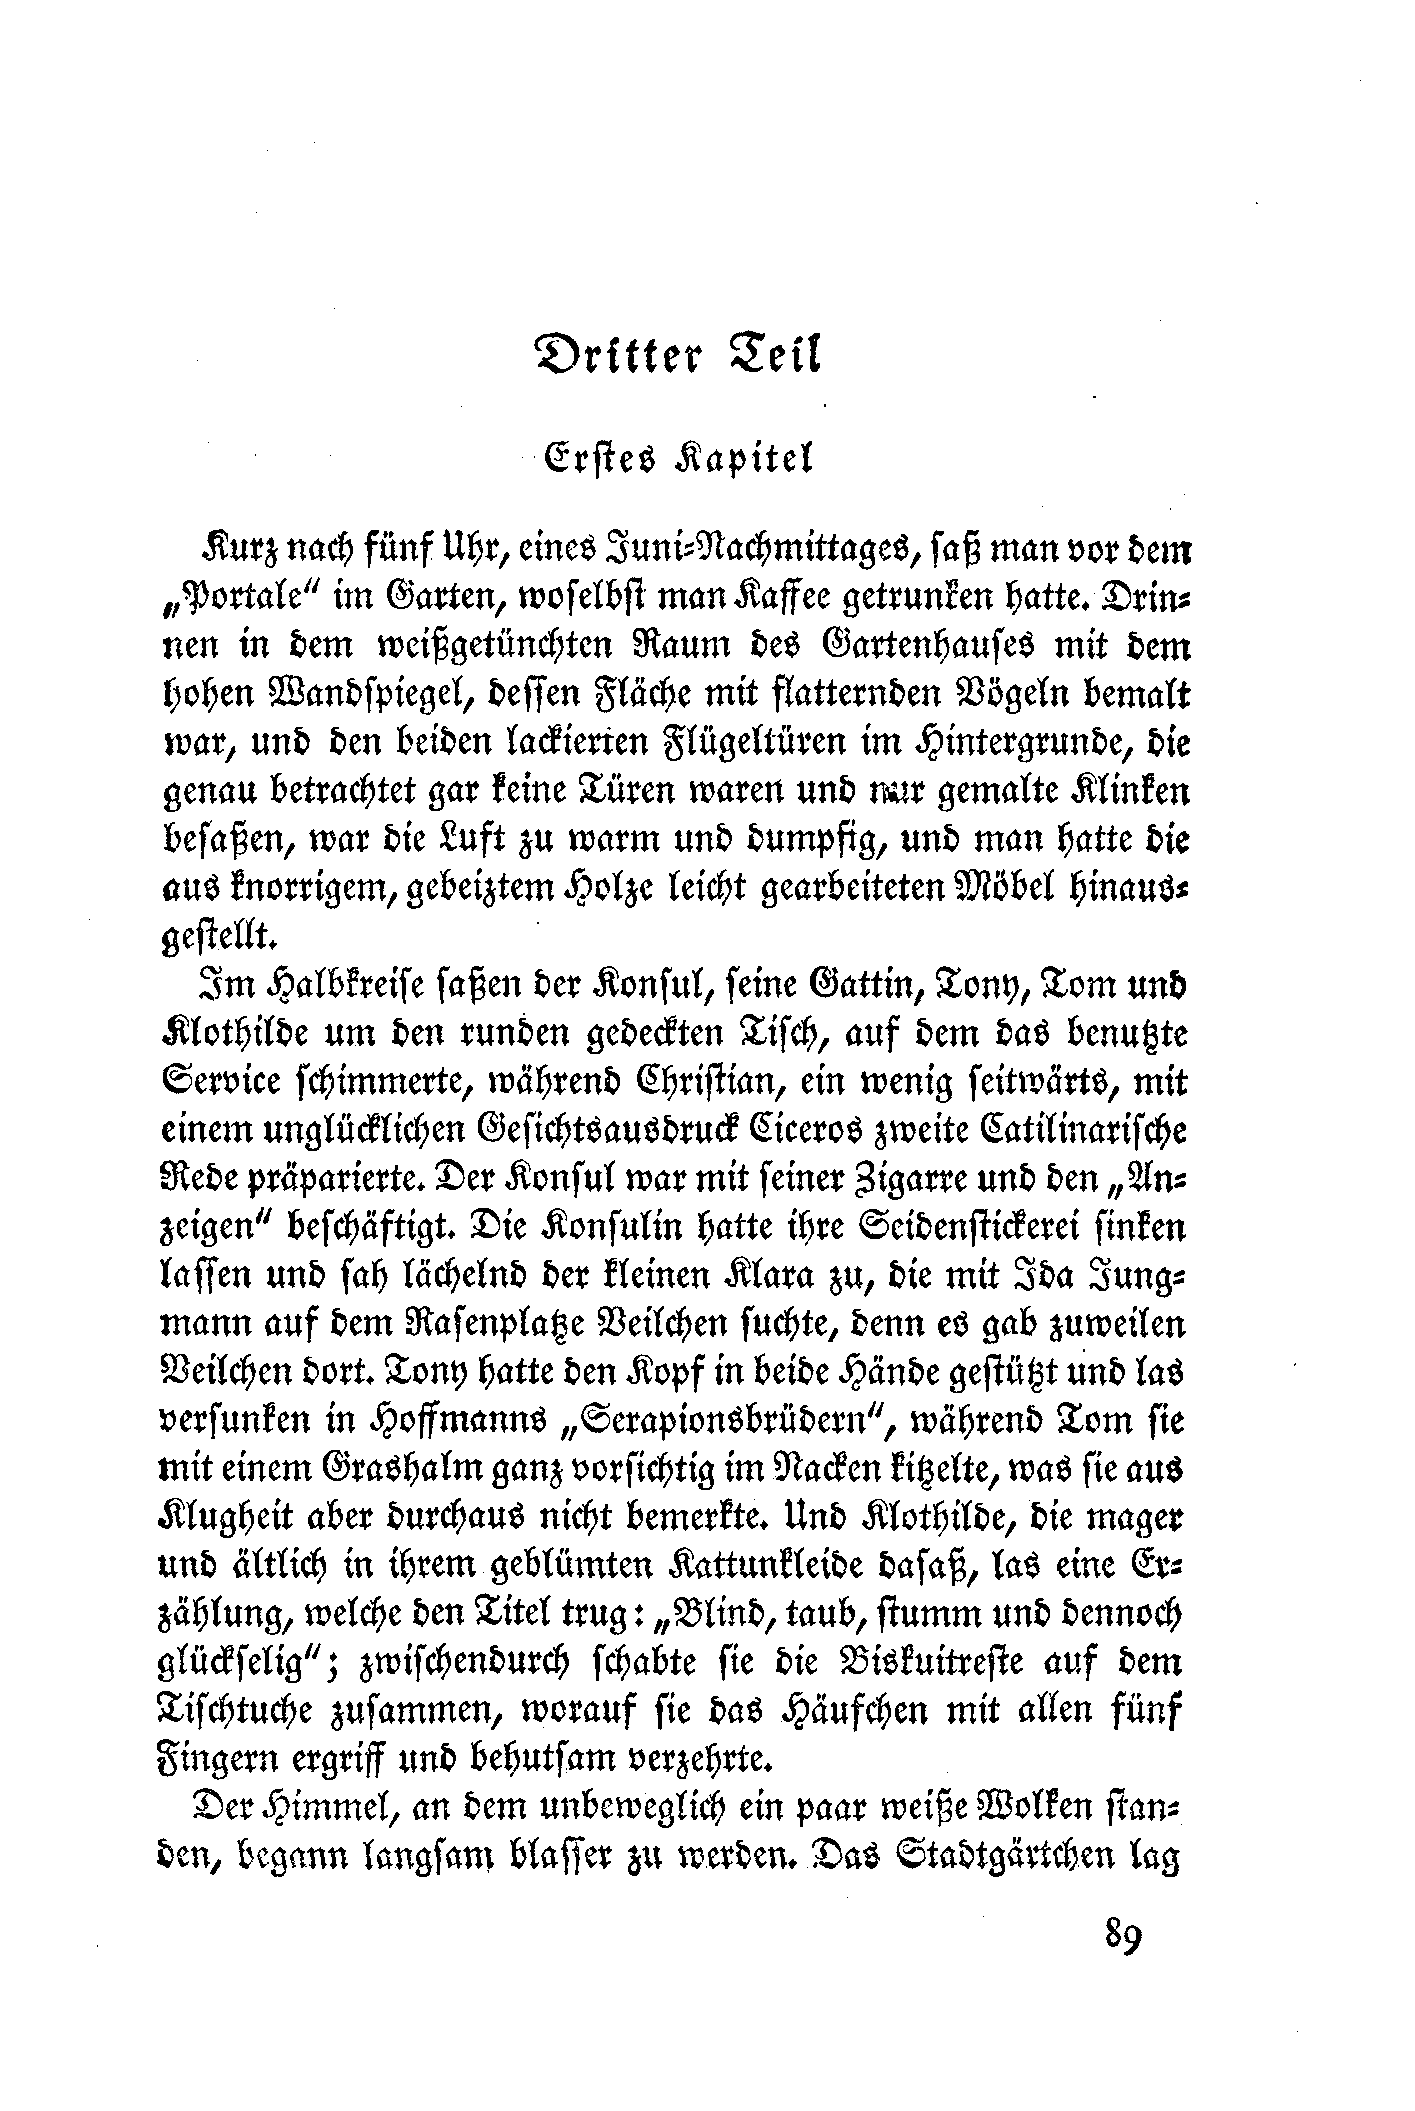 Dritter Teil
Erstes Kapitel
Kurz nach fünf Uhr, eines Juni-Nachmittages, saß man vor dem
„Portale“ im Garten, woselbst man Kaffee getrunken hatte. Drin-
nen in dem weißgetünchten Raum des Gartenhauses mit dem
hohen Wandspiegel, dessen Fläche mit flatternden Vögeln bemalt
war, und den beiden lackierten Flügeltüren im Hintergrunde, die
genau betrachtet gar keine Türen waren und nur gemalte Klinken
besaßen, war die Luft zu warm und dumpfig, und man hatte die
aus knorrigem, gebeiztem Holze leicht gearbeiteten Möbel hinaus-
gestellt.
Im Halbkreise saßen der Konsul, seine Gattin, Tony, Tom und
Klothilde um den runden gedeckten Tisch, auf dem das benutzte
Service schimmerte, während Christian, ein wenig seitwärts, mit
einem unglücklichen Gesichtsausdruck Ciceros zweite Catilinarische
Rede präparierte. Der Konsul war mit seiner Zigarre und den „An-
zeigen“ beschäftigt. Die Konsulin hatte ihre Seidenstickerei sinken
lassen und sah lächelnd der kleinen Klara zu, die mit Ida Jung-
mann auf dem Rasenplatze Veilchen suchte, denn es gab zuweilen
Veilchen dort. Tony hatte den Kopf in beide Hände gestützt und las
versunken in Hoffmanns „Serapionsbrüdern“, während Tom sie
mit einem Grashalm ganz vorsichtig im Nacken kitzelte, was sie aus
Klugheit aber durchaus nicht bemerkte. Und Klothilde, die mager
und ältlich in ihrem geblümten Kattunkleide dasaß, las eine Er-
zählung, welche den Titel trug: „Blind, taub, stumm und dennoch
glückselig“; zwischendurch schabte sie die Biskuitreste auf dem
Tischtuche zusammen, worauf sie das Häufchen mit allen fünf
Fingern ergriff und behutsam verzehrte.
Der Himmel, an dem unbeweglich ein paar weiße Wolken stan-
den, begann langsam blasser zu werden. Das Stadtgärtchen lag
89